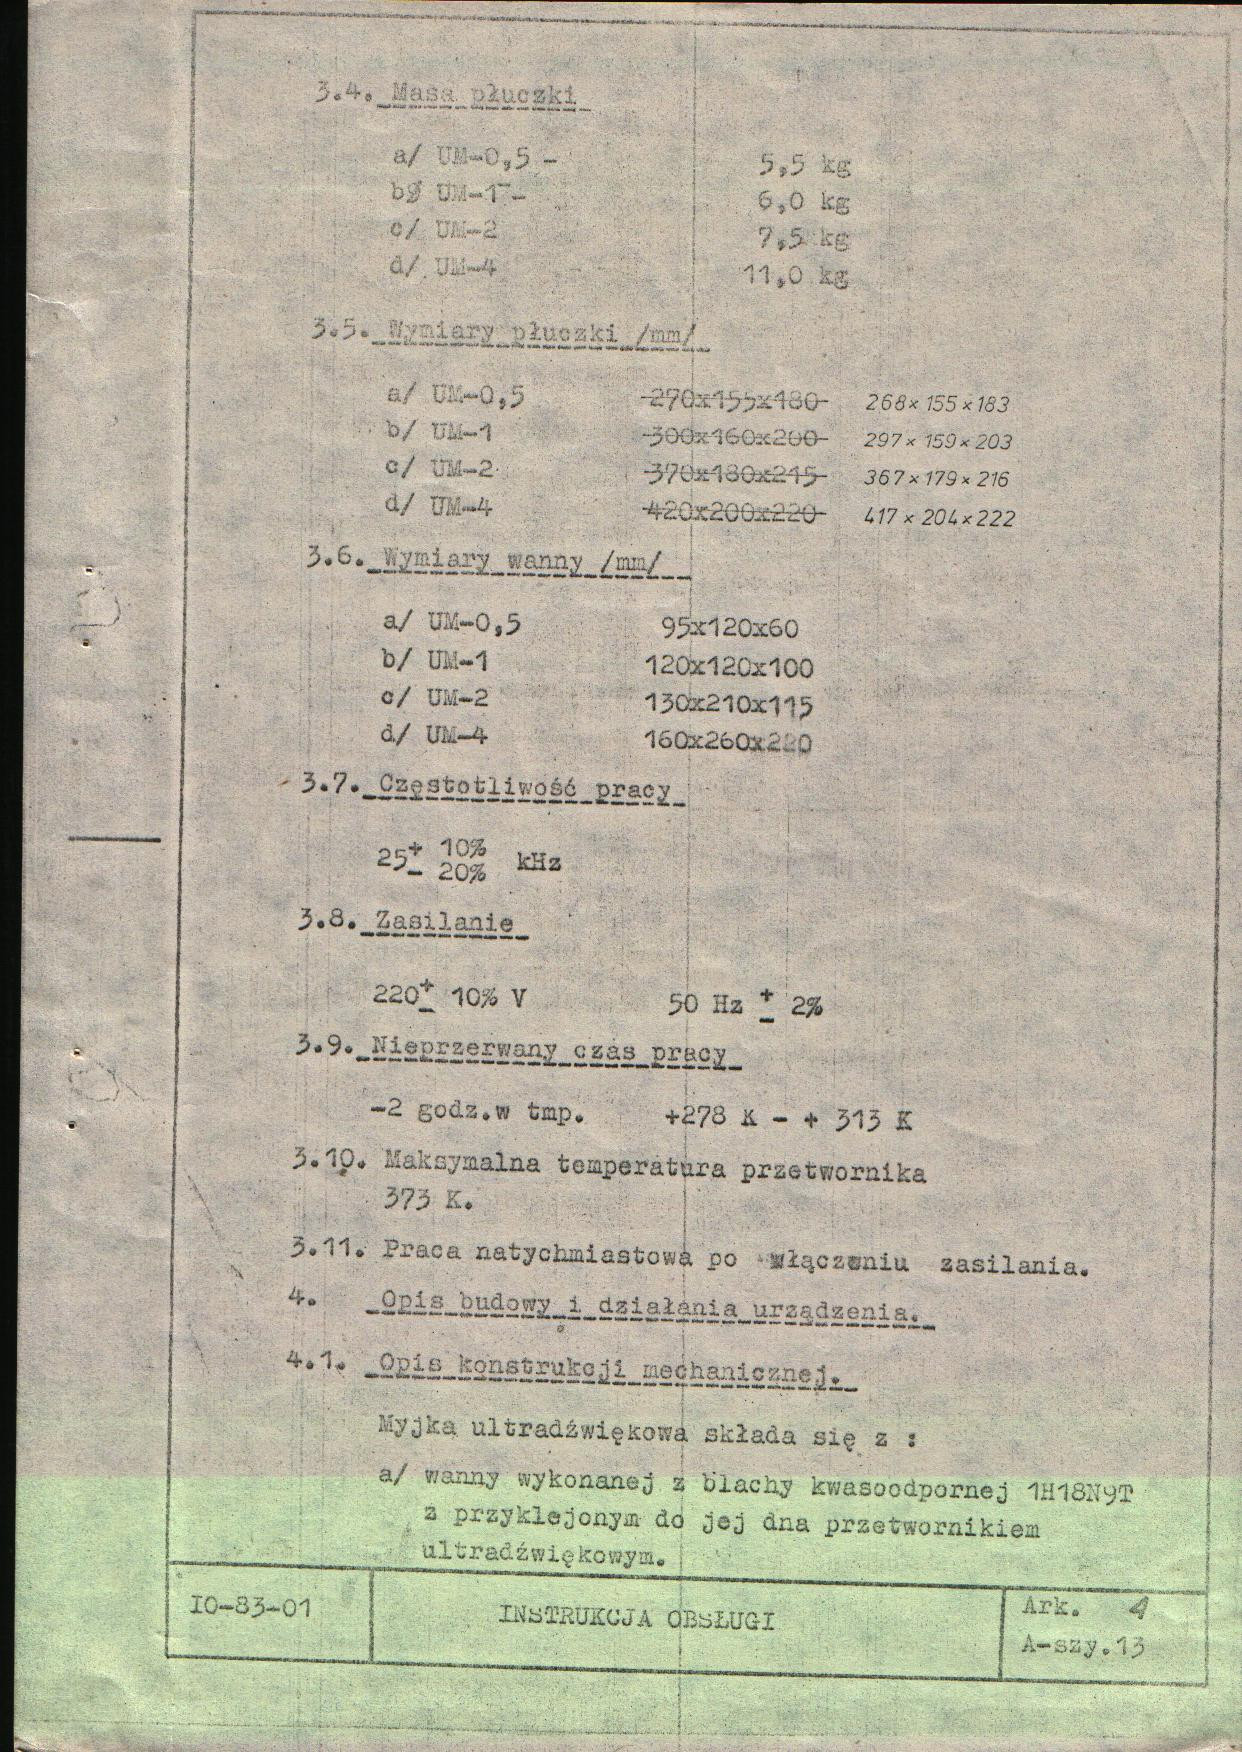 3.4. Masa płuczki
a/ UM-0,5 - 5,5 kg
b/ UM-1 - 6,0 kg
c/ UM-2 7,5 kg
d/ UM-4 11,0 kg
3.5. Wymiary płuczki /mm/
a/ UM-0,5 270x155x180 268×155×183
b/ UM-1 300x160x200 297×159×203
c/ UM-2 370x180x215 367×179×216
d/ UM-4 420x200x220 417×204×222
3.6. Wymiary wanny /mm/
a/ UM-0,5 95x120x60
b/ UM-1 120x120x100
c/ UM-2 130x210x115
d/ UM-4
3.7. Częstotliwość pracy
25 + 10% - 20% kHz
3.8. Zasilanie
220 ± 10% V 50 Hz ± 2%
3.9. Nieprzerwany czas pracy
-2 godz.w tmp. +278 K - + 313 K
3.10. Maksymalna temperatura przetwornika
373 K.
3.11. Praca natychmiastowa po włączeniu zasilania.
4. Opis budowy i działania urządzenia.
4.1. Opis konstrukcji mechanicznej.
Myjka ultradźwiękowa składa się z :
a/ wanny wykonanej z blachy kwasoodpornej 1H18N9T
z przyklejonym do jej dna przetwornikiem
ultradźwiękowym.
IO-83-01 INSTRUKCJA OBSŁUGI Ark. 4
A-szy.13